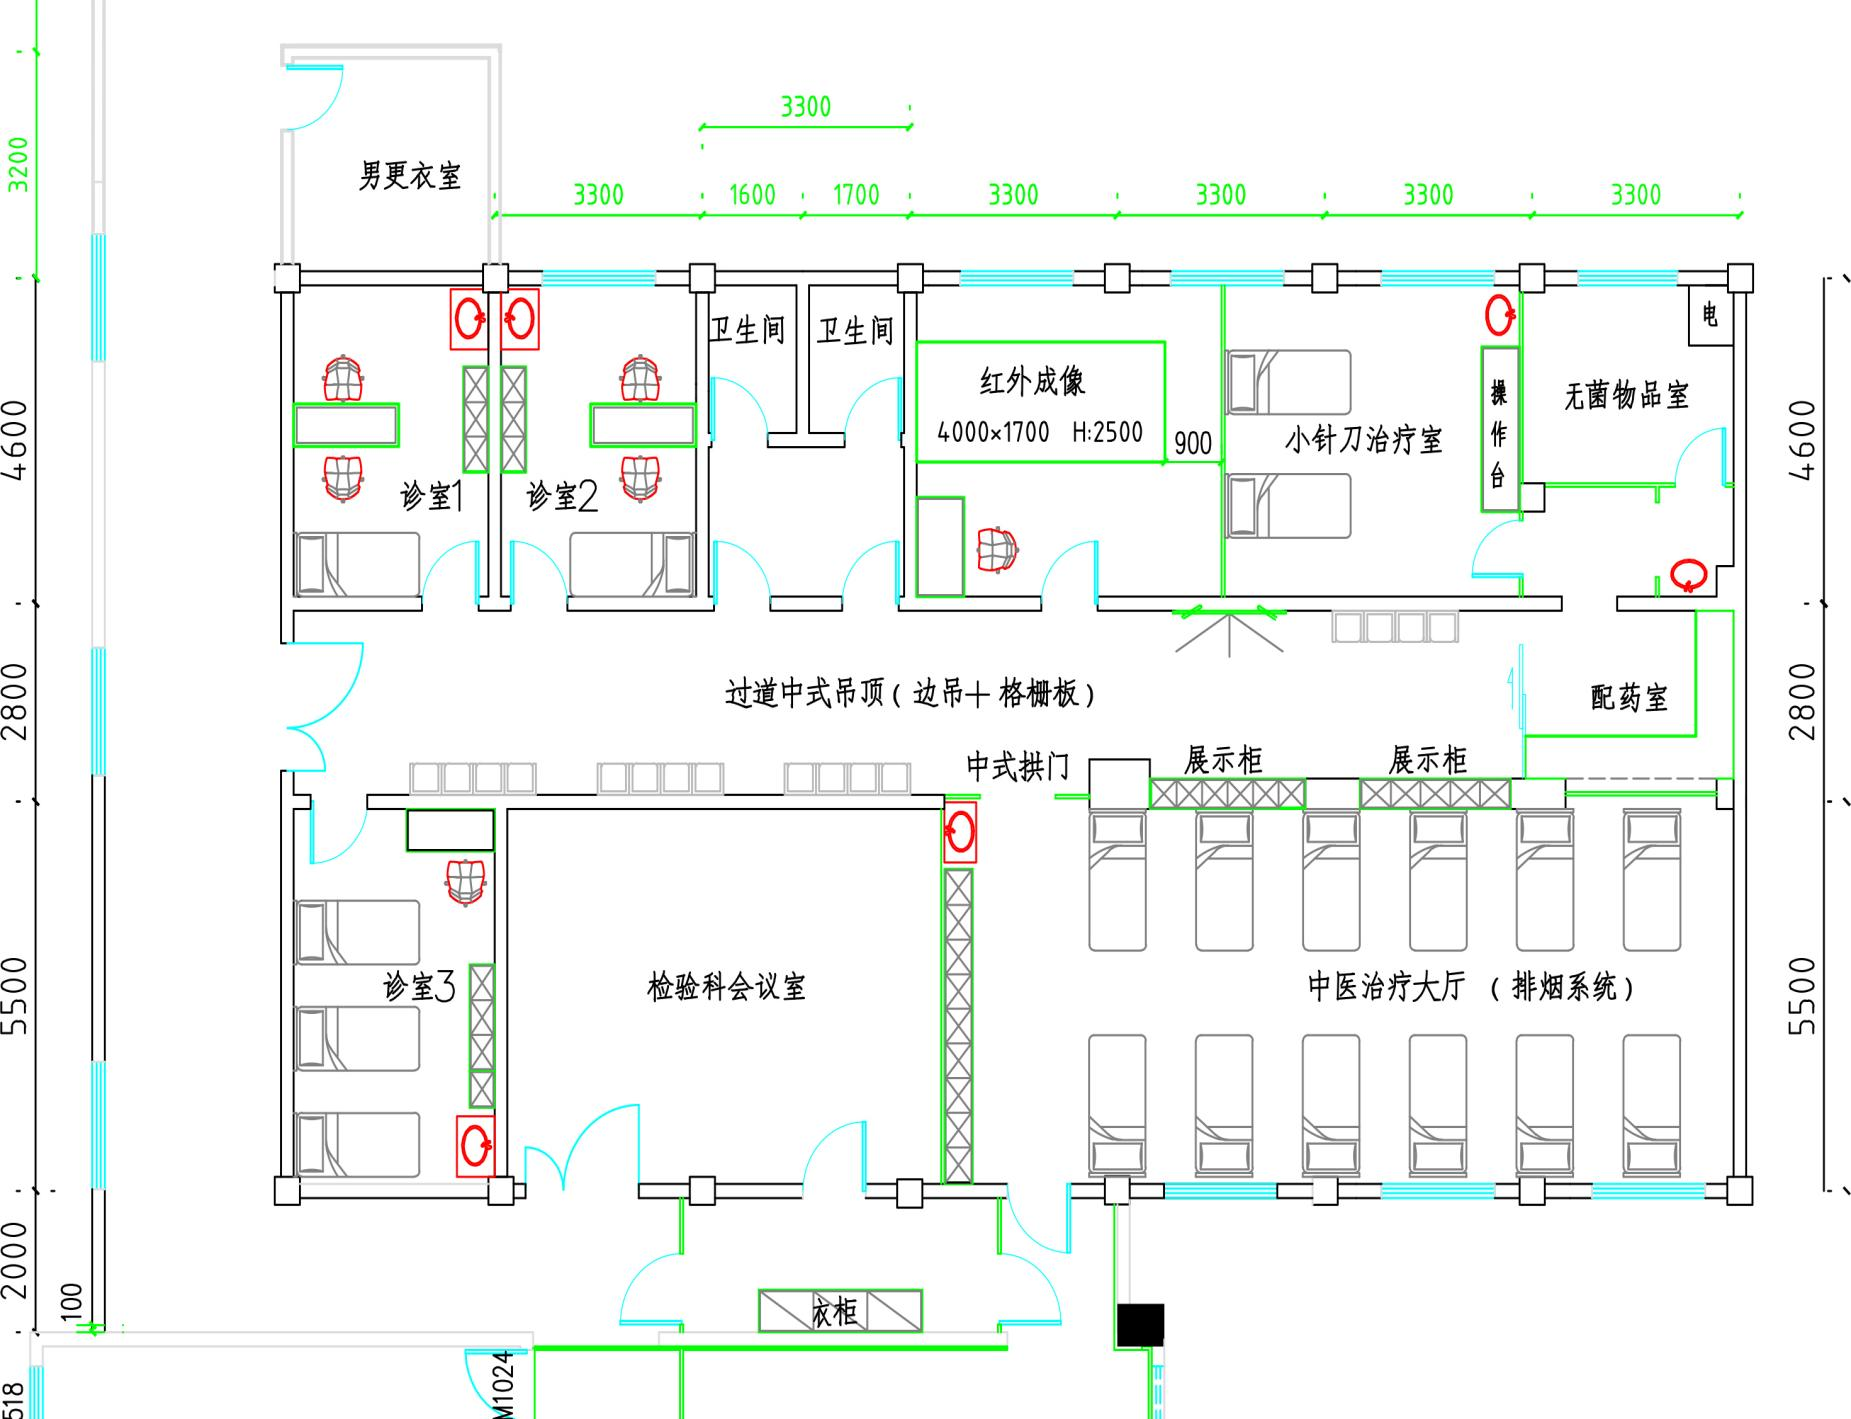 3300
3200
男更衣室
3300
1600
1700
3300
3300
3300
3300
卫生间
卫生间
电
红外成像
4000×1700 H:2500
900
操作台
无菌物品室
小针刀治疗室
4600
4600
诊室1
诊室2
过道中式吊顶(边吊+格栅板)
配药室
2800
2800
中式拱门
展示柜
展示柜
诊室3
检验科会议室
中医治疗大厅 (排烟系统)
5500
5500
2000
100
衣柜
M1024
518